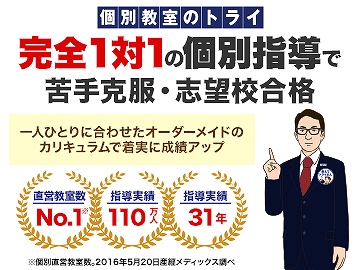 個別教室のトライ
完全1対1の個別指導で
苦手克服・志望校合格
一人ひとりに合わせたオーダーメイドの
カリキュラムで着実に成績アップ
直営教室数
No.1※
指導実績
110万人
指導実績
31年
※個別直営教室数。2016年5月20日産經メディックス調べ